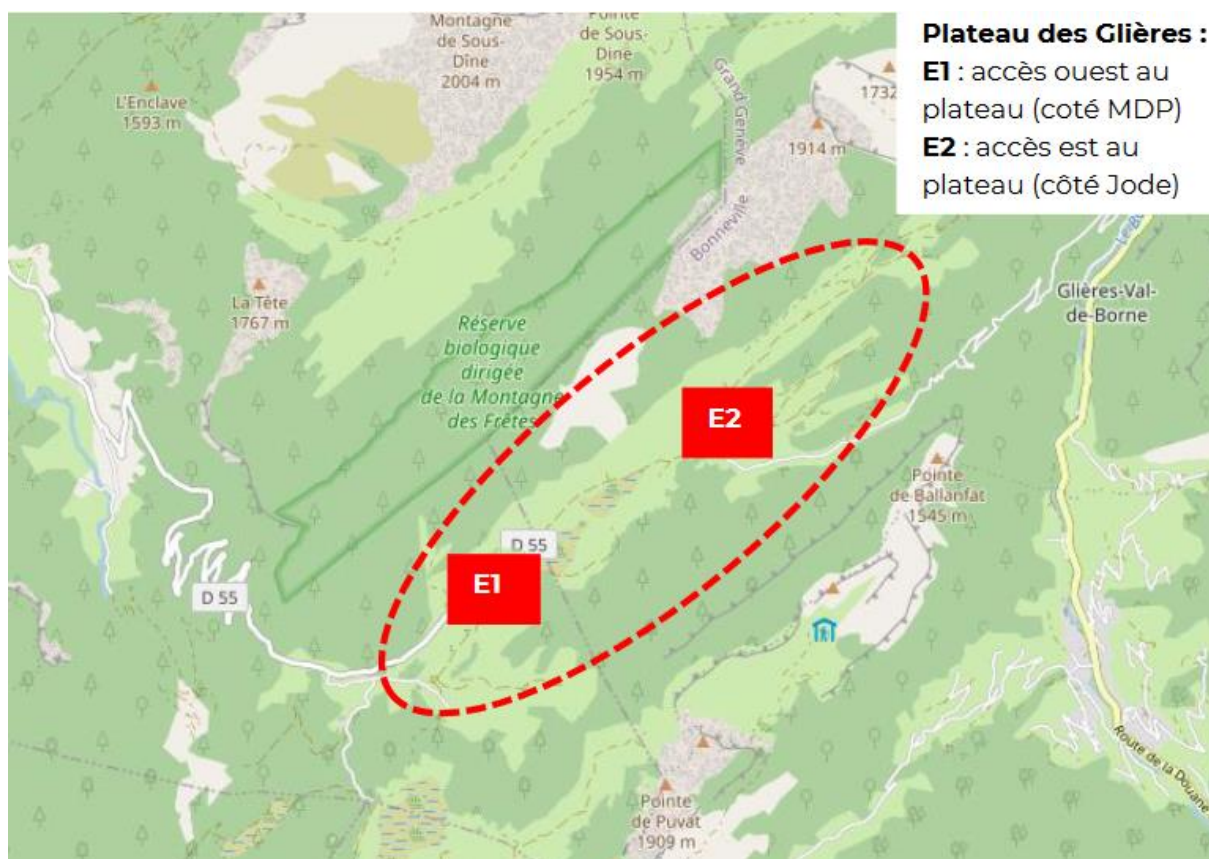 Plateau des Glières :
E1 : accès ouest au
plateau (coté MDP)
E2 : accès est au
plateau (côté Jode)
Montagne
de Sous-
Dîne
2004 m
Pointe
de Sous-
Dîne
1954 m
L'Enclave
1593 m
1732
1914 m
Grand Genève
Bonneville
La Tête
1767 m
Réserve
biologique
dirigée
de la Montagne
des Frêtes
Glières-Val-
de-Borne
E2
Pointe
de Ballanfat
1545 m
D 55
E1
D 55
Route de la Douane
Pointe
de Puvat
1909 m